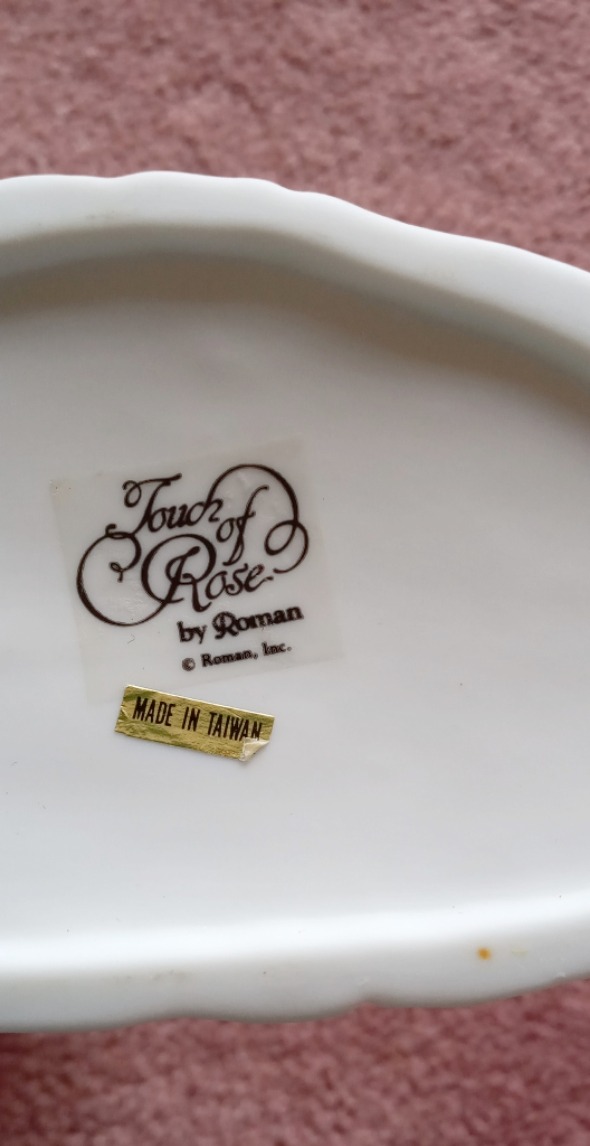 Touch
of
Rose
by Roman
© Roman, Inc.
MADE IN TAIWAN